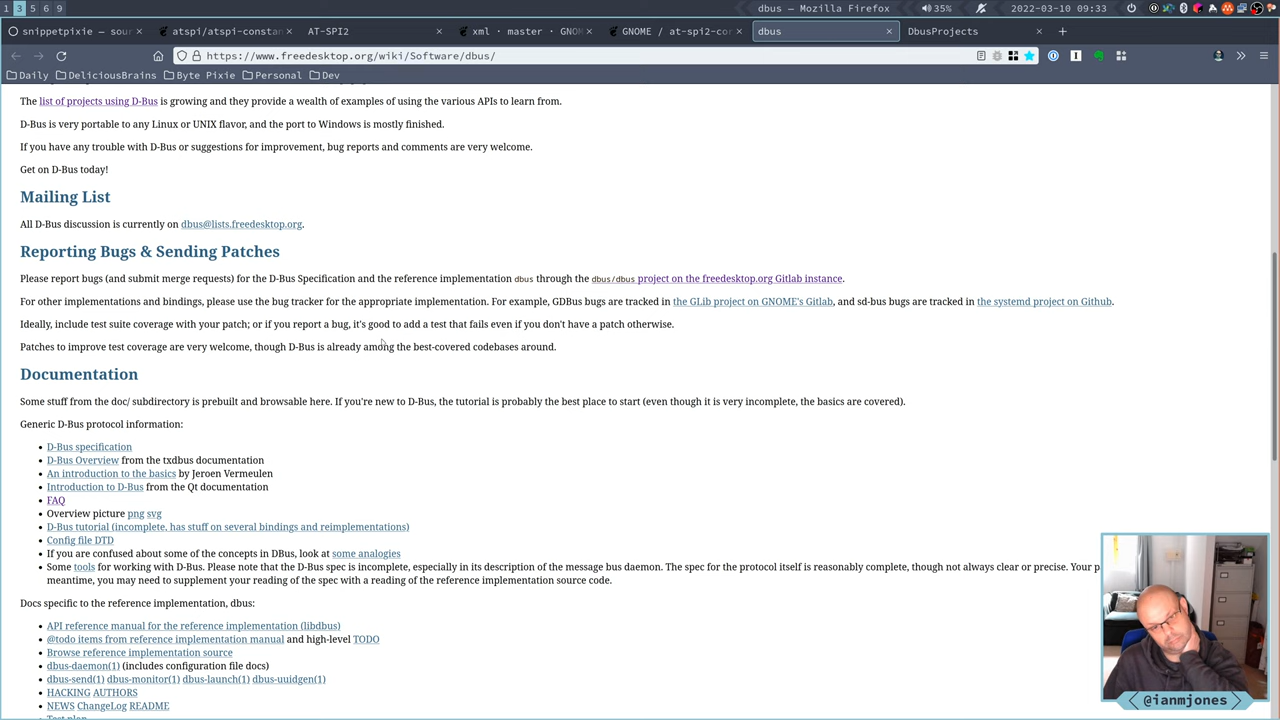 1 3 5 6 9
dbus — Mozilla Firefox
35%
2022-03-10 09:33
snippetpixie — sour
atspi/atspi-constan
AT-SPI2
xml · master · GNOM
GNOME / at-spi2-cor
dbus
DbusProjects
https://www.freedesktop.org/wiki/Software/dbus/
Daily DeliciousBrains Byte Pixie Personal Dev
The list of projects using D-Bus is growing and they provide a wealth of examples of using the various APIs to learn from.
D-Bus is very portable to any Linux or UNIX flavor, and the port to Windows is mostly finished.
If you have any trouble with D-Bus or suggestions for improvement, bug reports and comments are very welcome.
Get on D-Bus today!
Mailing List
All D-Bus discussion is currently on dbus@lists.freedesktop.org.
Reporting Bugs & Sending Patches
Please report bugs (and submit merge requests) for the D-Bus Specification and the reference implementation dbus through the dbus/dbus project on the freedesktop.org Gitlab instance.
For other implementations and bindings, please use the bug tracker for the appropriate implementation. For example, GDBus bugs are tracked in the GLib project on GNOME's Gitlab, and sd-bus bugs are tracked in the systemd project on Github.
Ideally, include test suite coverage with your patch; or if you report a bug, it's good to add a test that fails even if you don't have a patch otherwise.
Patches to improve test coverage are very welcome, though D-Bus is already among the best-covered codebases around.
Documentation
Some stuff from the doc/ subdirectory is prebuilt and browsable here. If you're new to D-Bus, the tutorial is probably the best place to start (even though it is very incomplete, the basics are covered).
Generic D-Bus protocol information:
D-Bus specification
D-Bus Overview from the txdbus documentation
An introduction to the basics by Jeroen Vermeulen
Introduction to D-Bus from the Qt documentation
FAQ
Overview picture png svg
D-Bus tutorial (incomplete, has stuff on several bindings and reimplementations)
Config file DTD
If you are confused about some of the concepts in DBus, look at some analogies
Some tools for working with D-Bus. Please note that the D-Bus spec is incomplete, especially in its description of the message bus daemon. The spec for the protocol itself is reasonably complete, though not always clear or precise. Your p
meantime, you may need to supplement your reading of the spec with a reading of the reference implementation source code.
Docs specific to the reference implementation, dbus:
API reference manual for the reference implementation (libdbus)
@todo items from reference implementation manual and high-level TODO
Browse reference implementation source
dbus-daemon(1) (includes configuration file docs)
dbus-send(1) dbus-monitor(1) dbus-launch(1) dbus-uuidgen(1)
HACKING AUTHORS
NEWS ChangeLog README
Test plan
@ianmjones